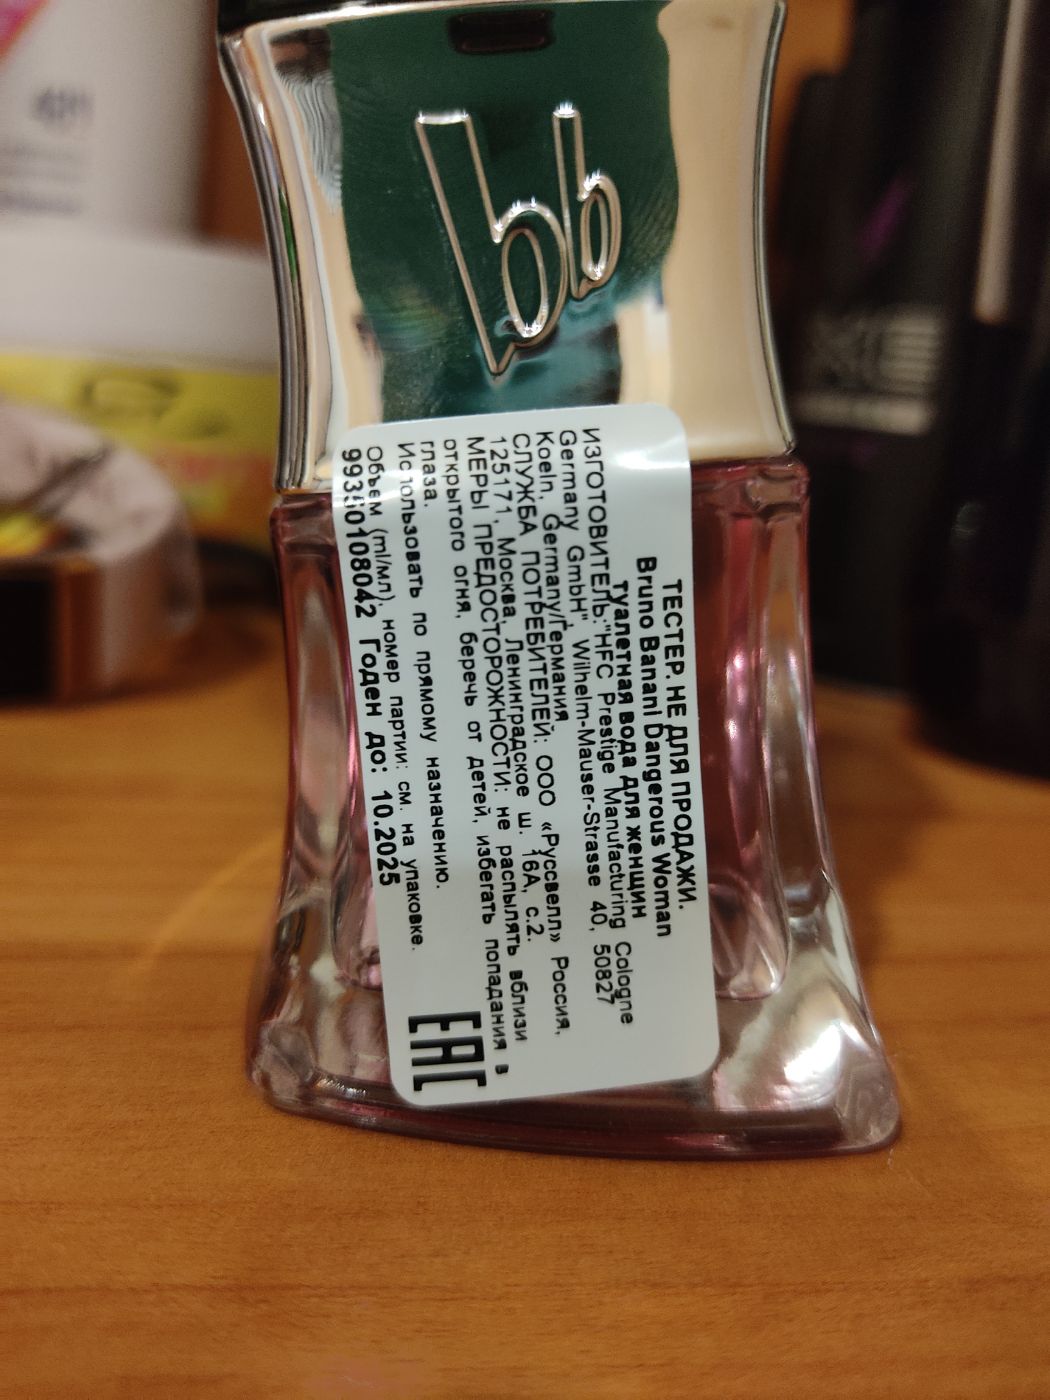 bb
ТЕСТЕР. НЕ ДЛЯ ПРОДАЖИ.
Bruno Banani Dangerous Woman
туалетная вода для женщин
ИЗГОТОВИТЕЛЬ:"HFC Prestige Manufacturing Cologne
Germany GmbH", Wilhelm-Mauser-Strasse 40, 50827
Koeln, Germany/Германия
СЛУЖБА ПОТРЕБИТЕЛЕЙ: ООО «Руссвелл» Россия,
125171, Москва, Ленинградское ш. 16А, с.2.
МЕРЫ ПРЕДОСТОРОЖНОСТИ: не распылять вблизи
открытого огня, беречь от детей, избегать попадания в
глаза.
Использовать по прямому назначению.
Объем (ml/мл), номер партии: см. на упаковке.
99350108042 Годен до: 10.2025
EAC